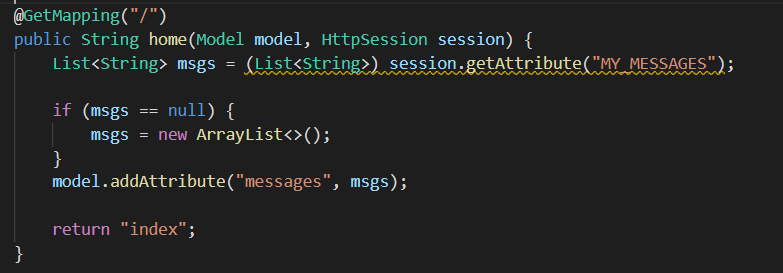 @GetMapping("/")
public String home(Model model, HttpSession session) {
    List<String> msgs = (List<String>) session.getAttribute("MY_MESSAGES");

    if (msgs == null) {
        msgs = new ArrayList<>();
    }
    model.addAttribute("messages", msgs);

    return "index";
}